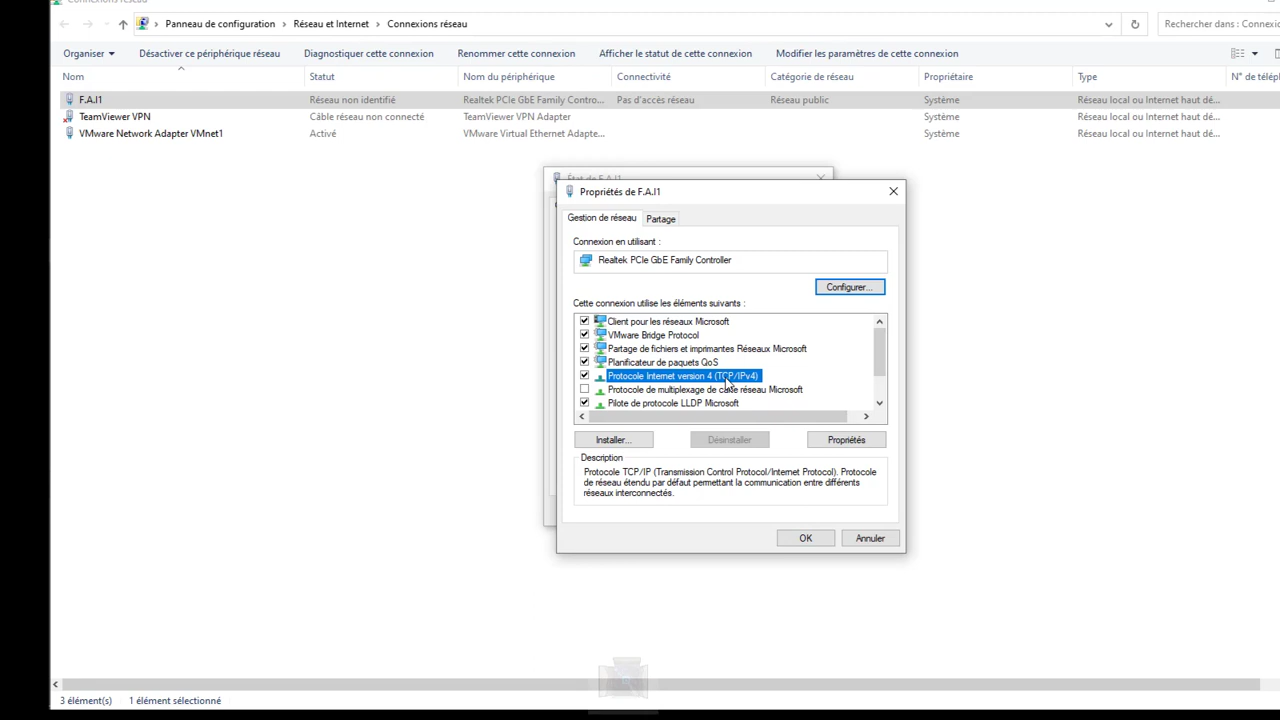 Connexions réseau
Panneau de configuration > Réseau et Internet > Connexions réseau
Rechercher dans : Connexio
Organiser Désactiver ce périphérique réseau Diagnostiquer cette connexion Renommer cette connexion Afficher le statut de cette connexion Modifier les paramètres de cette connexion
Nom Statut Nom du périphérique Connectivité Catégorie de réseau Propriétaire Type N° de téléph
F.A.I1 Réseau non identifié Realtek PCIe GbE Family Contro... Pas d'accès réseau Réseau public Système Réseau local ou Internet haut dé...
TeamViewer VPN Câble réseau non connecté TeamViewer VPN Adapter Système Réseau local ou Internet haut dé...
VMware Network Adapter VMnet1 Activé VMware Virtual Ethernet Adapte... Système Réseau local ou Internet haut dé...
État de F.A.I1
Propriétés de F.A.I1
Gestion de réseau Partage
Connexion en utilisant :
Realtek PCIe GbE Family Controller
Configurer...
Cette connexion utilise les éléments suivants :
Client pour les réseaux Microsoft
VMware Bridge Protocol
Partage de fichiers et imprimantes Réseaux Microsoft
Planificateur de paquets QoS
Protocole Internet version 4 (TCP/IPv4)
Protocole de multiplexage de carte réseau Microsoft
Pilote de protocole LLDP Microsoft
Installer... Désinstaller Propriétés
Description
Protocole TCP/IP (Transmission Control Protocol/Internet Protocol). Protocole
de réseau étendu par défaut permettant la communication entre différents
réseaux interconnectés.
OK Annuler
3 élément(s) 1 élément sélectionné